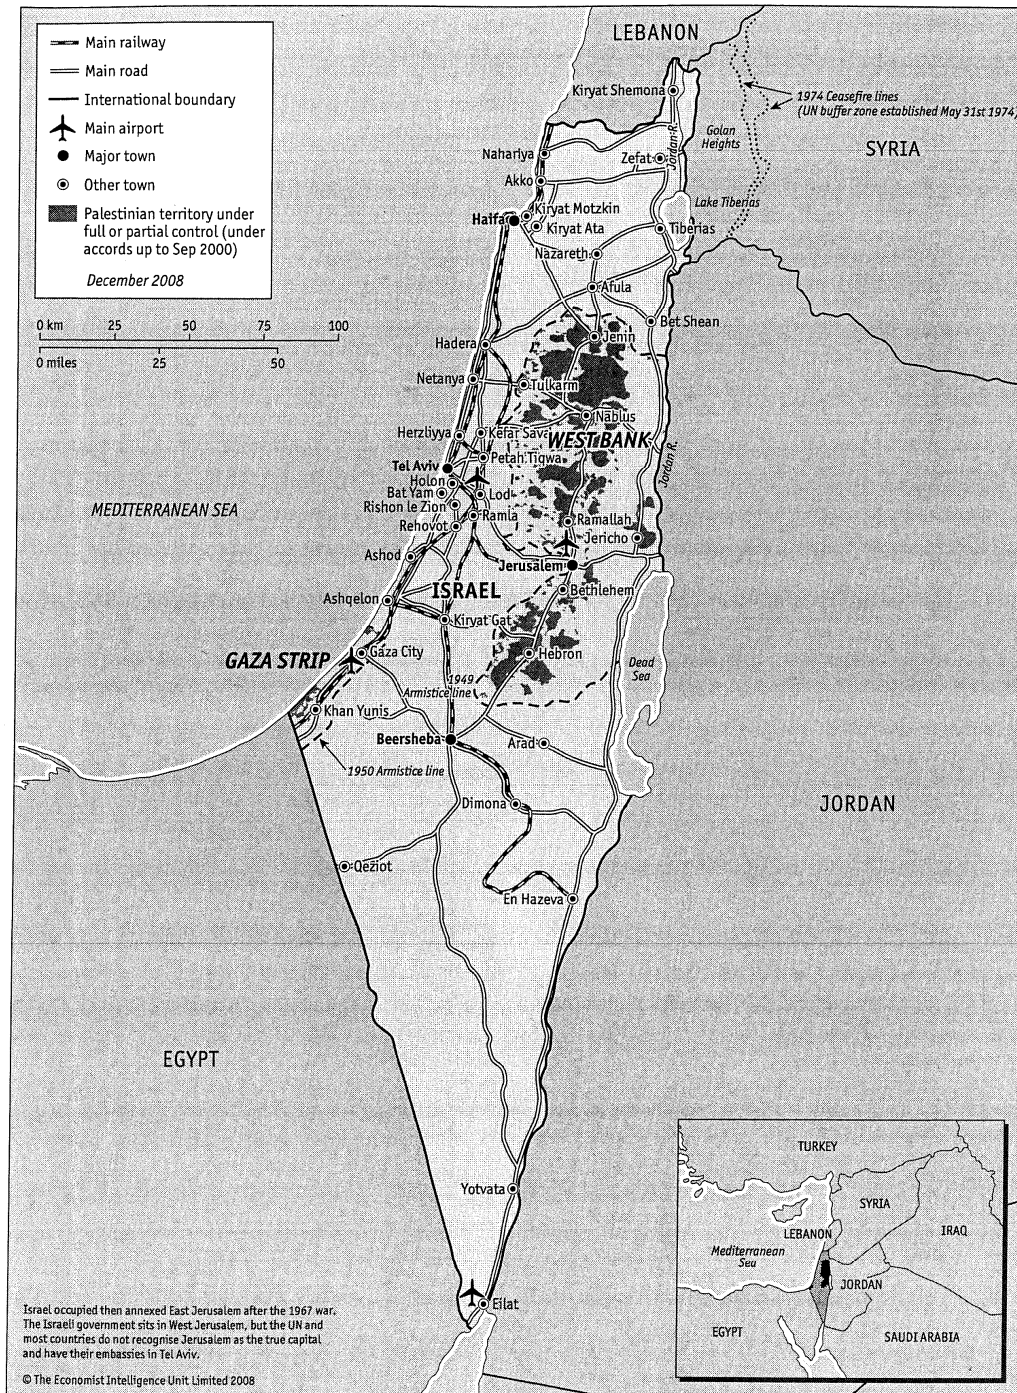 Main railway
Main road
International boundary
Main airport
Major town
Other town
Palestinian territory under
full or partial control (under
accords up to Sep 2000)
December 2008
0 km 25 50 75 100
0 miles 25 50
LEBANON
Kiryat Shemona
1974 Ceasefire lines
(UN buffer zone established May 31st 1974)
Golan
Heights
SYRIA
Jordan R.
Nahariya
Zefat
Akko
Lake Tiberias
Kiryat Motzkin
Haifa
Kiryat Ata
Tiberias
Nazareth
Afula
Bet Shean
Jenin
Hadera
Netanya
Tulkarm
Nablus
Herzliyya
Kefar Sava
WEST BANK
Petah Tiqwa
Jordan R.
Tel Aviv
Holon
Bat Yam
Lod
Rishon le Zion
MEDITERRANEAN SEA
Ramla
Ramallah
Rehovot
Jericho
Ashod
Jerusalem
ISRAEL
Bethlehem
Ashqelon
Kiryat Gat
GAZA STRIP
Gaza City
Hebron
Dead
Sea
1949
Armistice line
Khan Yunis
Beersheba
Arad
1950 Armistice line
Dimona
JORDAN
Qeziot
En Hazeva
EGYPT
Yotvata
Eilat
Israel occupied then annexed East Jerusalem after the 1967 war.
The Israeli government sits in West Jerusalem, but the UN and
most countries do not recognise Jerusalem as the true capital
and have their embassies in Tel Aviv.
© The Economist Intelligence Unit Limited 2008
TURKEY
SYRIA
LEBANON
IRAQ
Mediterranean
Sea
JORDAN
EGYPT
SAUDI ARABIA